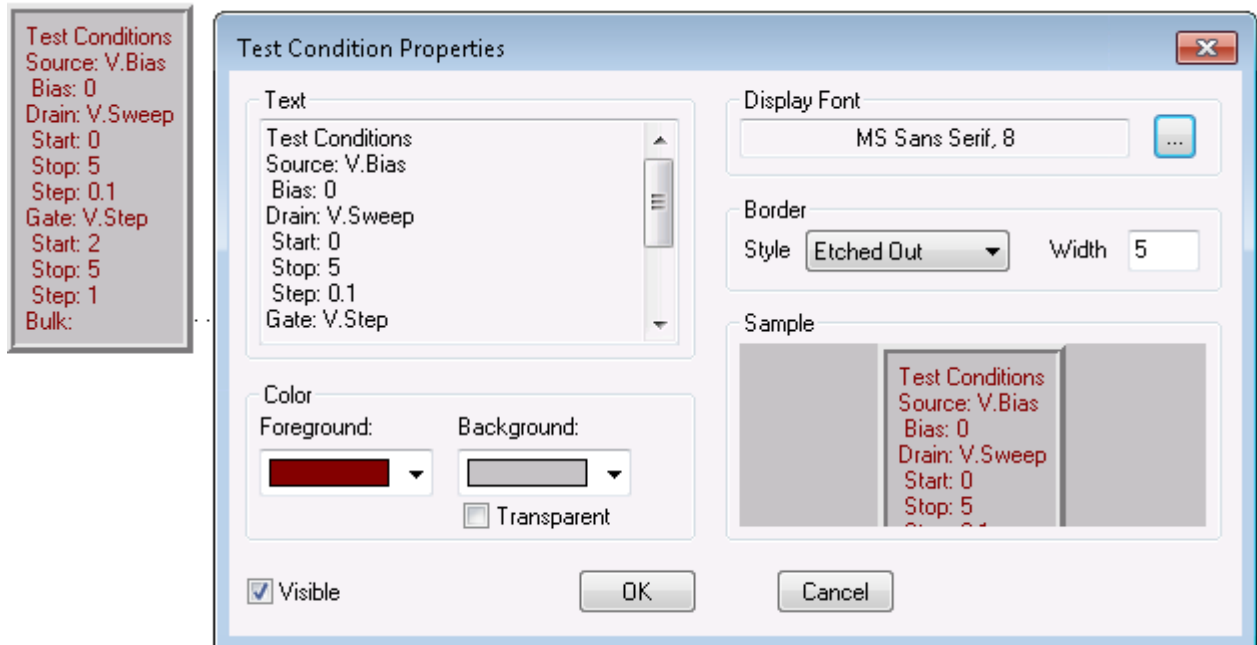 Test Conditions
Source: V.Bias
Bias: 0
Drain: V.Sweep
Start: 0
Stop: 5
Step: 0.1
Gate: V.Step
Start: 2
Stop: 5
Step: 1
Bulk:
Test Condition Properties
Text
Test Conditions
Source: V.Bias
Bias: 0
Drain: V.Sweep
Start: 0
Stop: 5
Step: 0.1
Gate: V.Step
Color
Foreground:
Background:
Transparent
Visible
OK
Cancel
Display Font
MS Sans Serif, 8
...
Border
Style Etched Out Width 5
Sample
Test Conditions
Source: V.Bias
Bias: 0
Drain: V.Sweep
Start: 0
Stop: 5